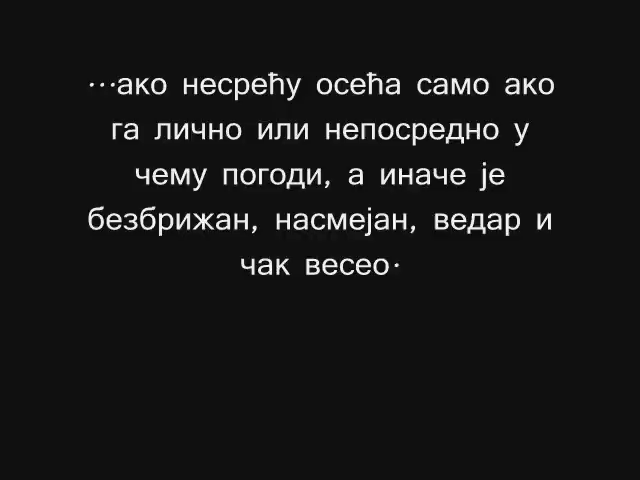 ...ако несрећу осећа само ако
га лично или непосредно у
чему погоди, а иначе је
безбрижан, насмејан, ведар и
чак весео.